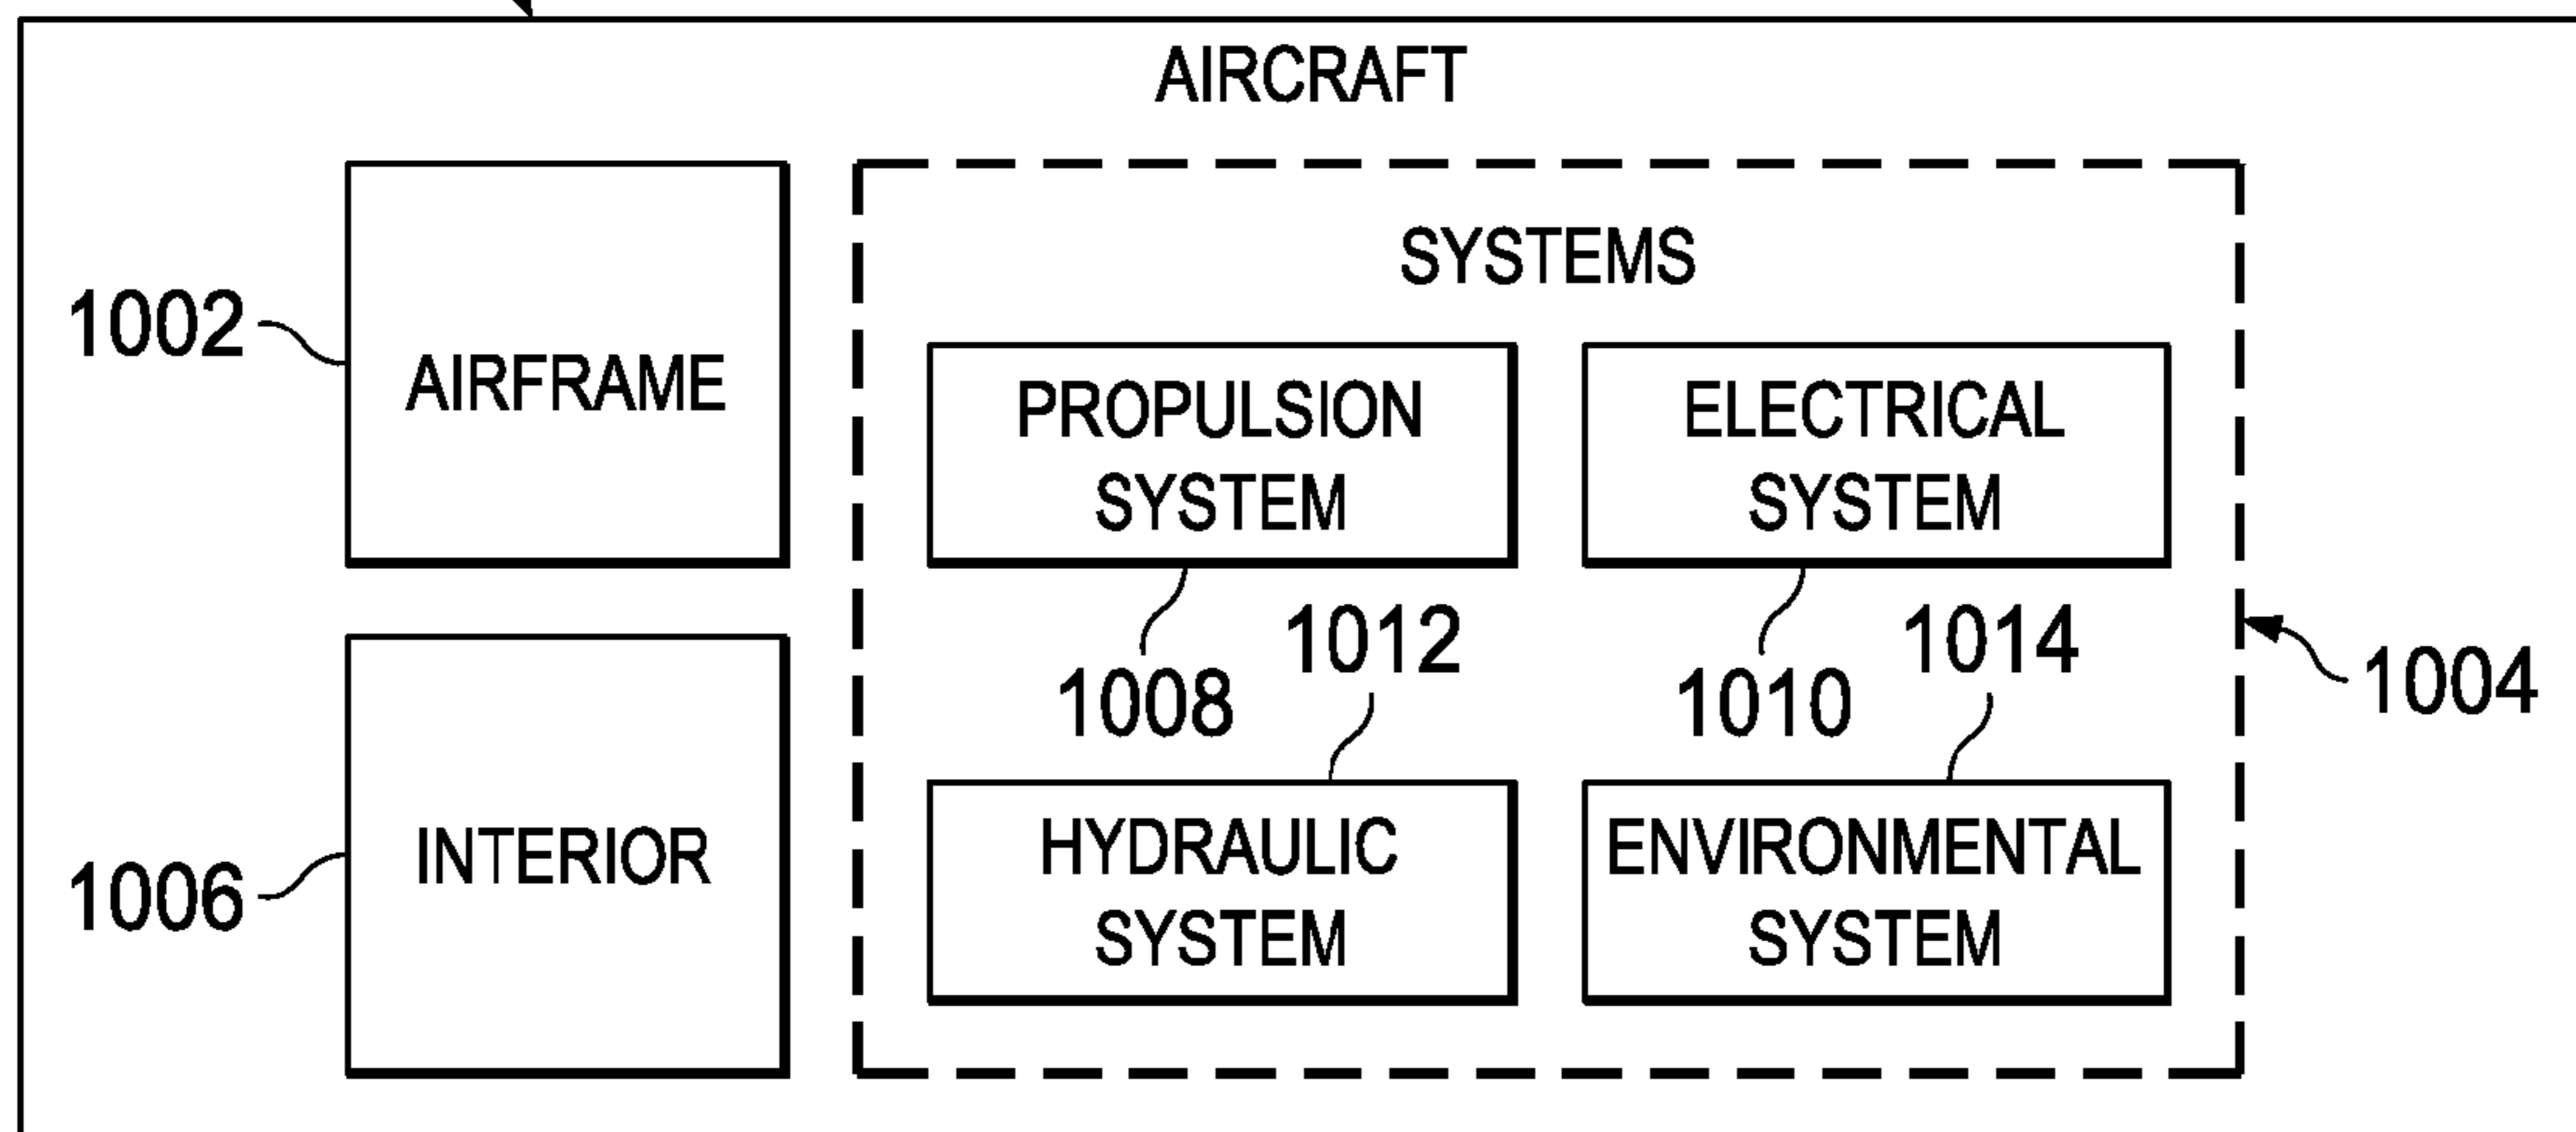 AIRCRAFT
SYSTEMS
1002
AIRFRAME
PROPULSION
SYSTEM
ELECTRICAL
SYSTEM
1008
1012
1010
1014
1004
1006
INTERIOR
HYDRAULIC
SYSTEM
ENVIRONMENTAL
SYSTEM